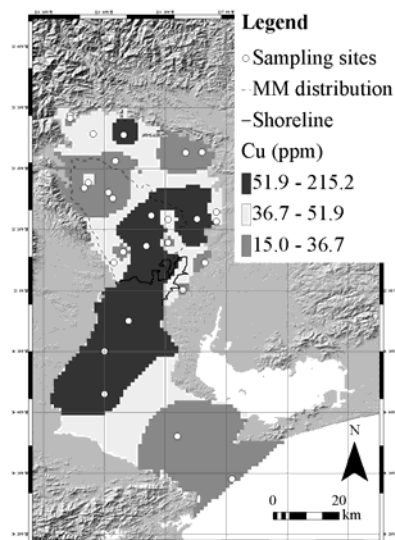 Legend
Sampling sites
MM distribution
Shoreline
Cu (ppm)
51.9 - 215.2
36.7 - 51.9
15.0 - 36.7
N
0 20
km